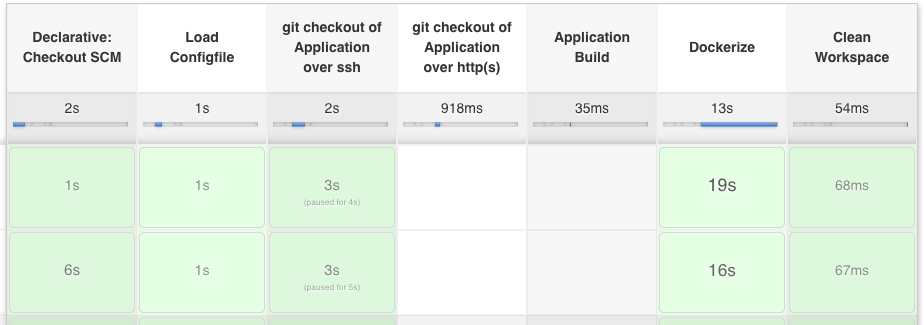 Declarative:
Checkout SCM
Load
Configfile
git checkout of
Application
over ssh
git checkout of
Application
over http(s)
Application
Build
Dockerize
Clean
Workspace
2s
1s
2s
918ms
35ms
13s
54ms
1s
1s
3s
(paused for 4s)
19s
68ms
6s
1s
3s
(paused for 5s)
16s
67ms